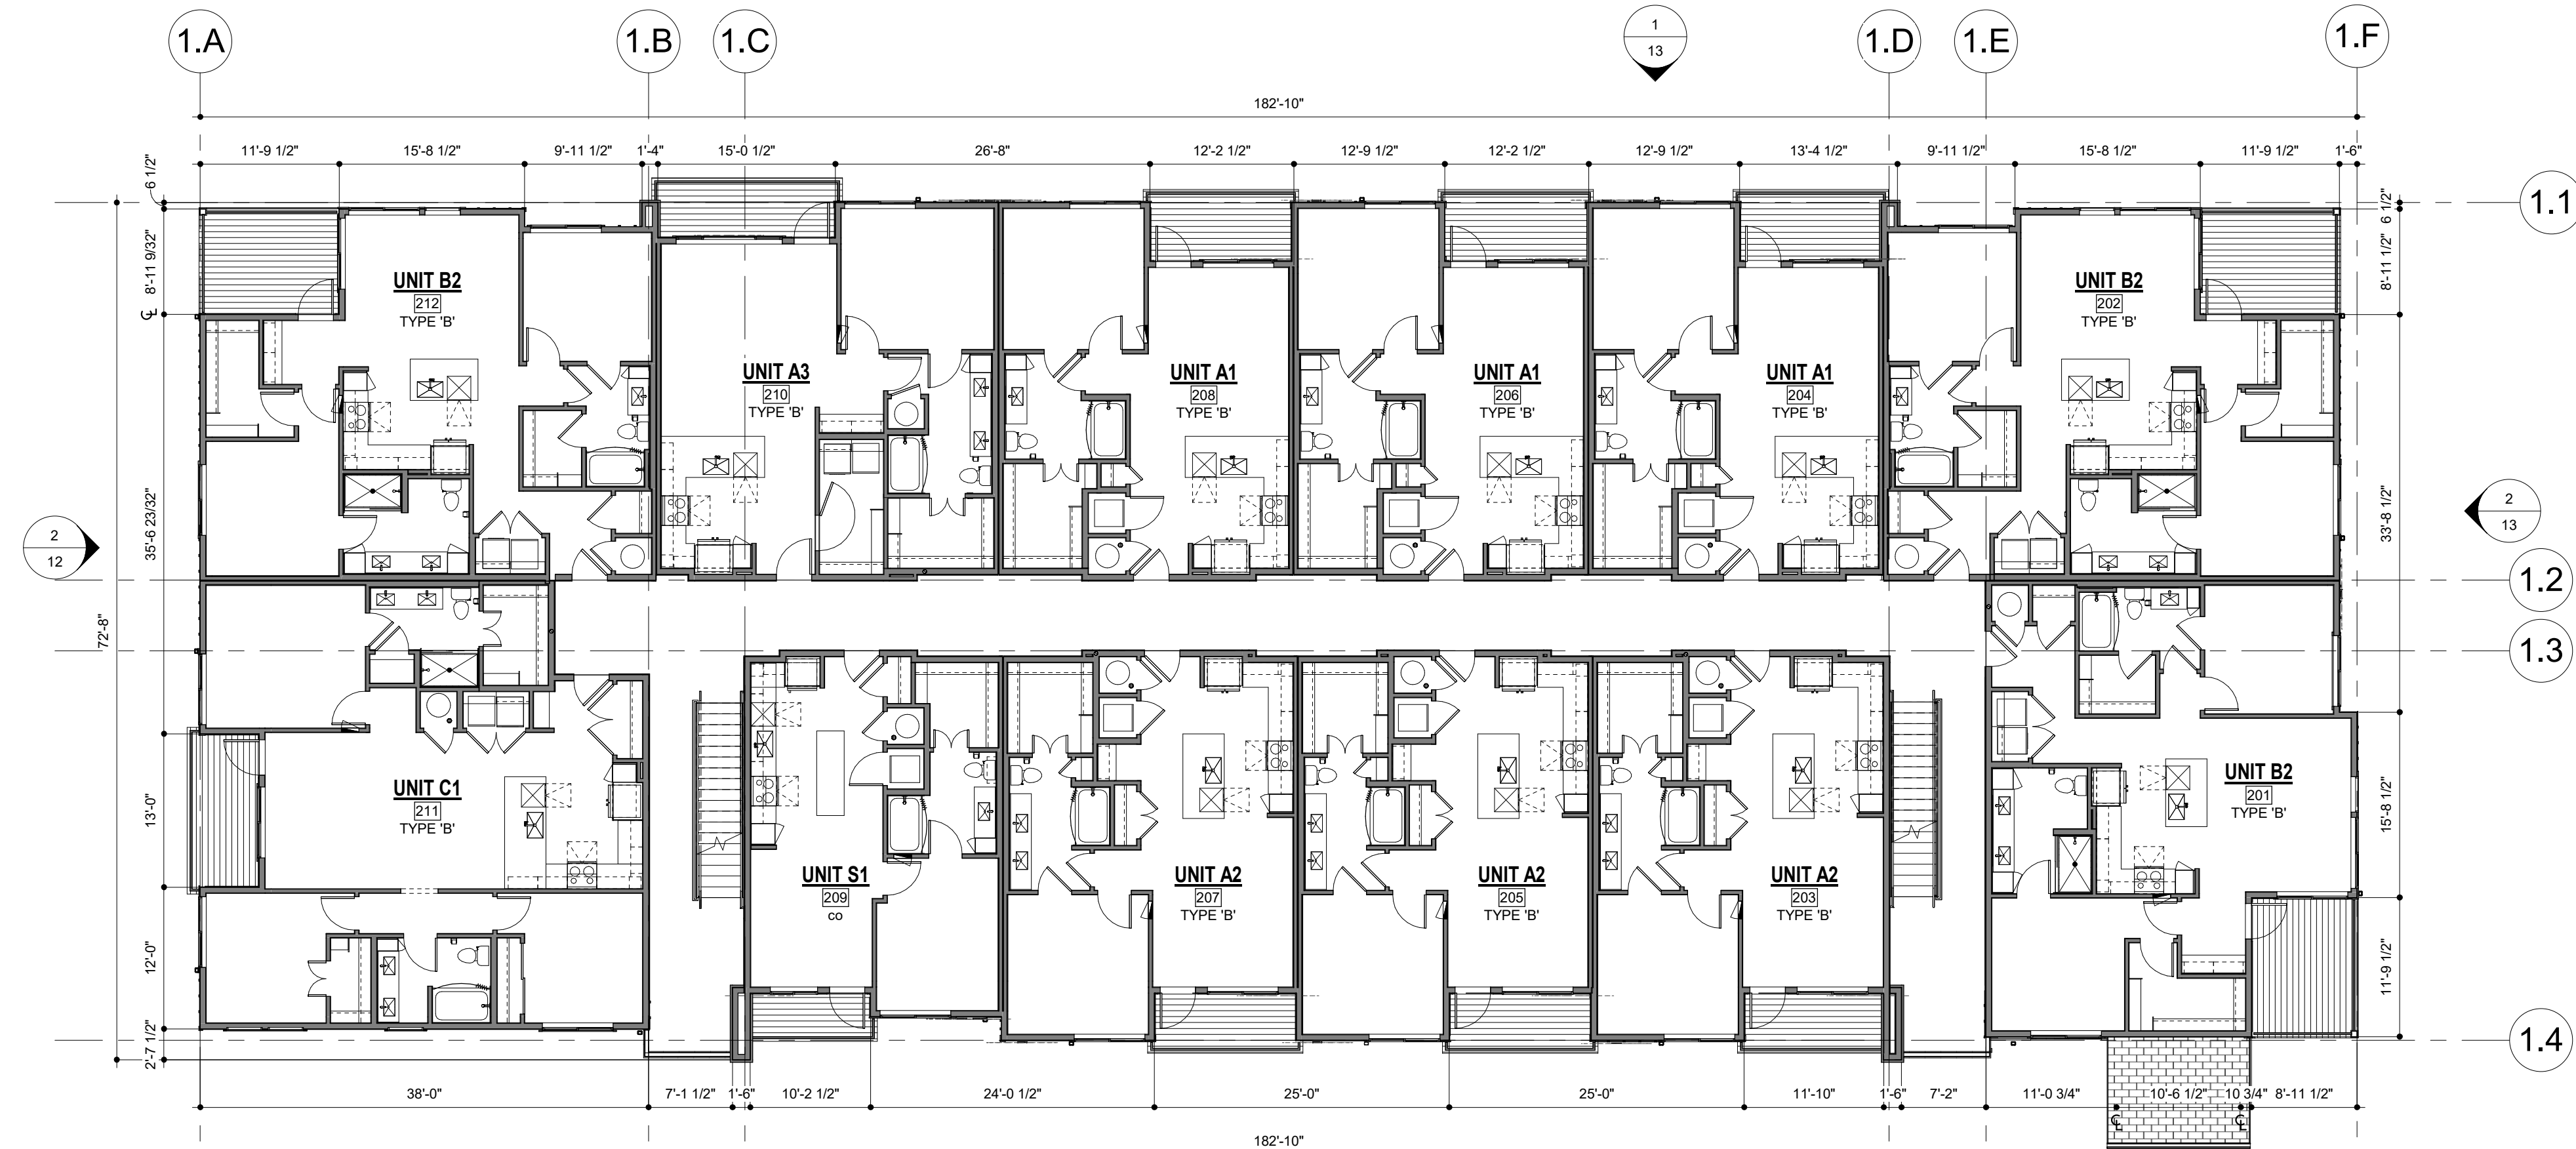 1.A
1.B
1.C
1
13
1.D
1.E
1.F
182'-10"
11'-9 1/2"
15'-8 1/2"
9'-11 1/2"
1'-4"
15'-0 1/2"
26'-8"
12'-2 1/2"
12'-9 1/2"
12'-2 1/2"
12'-9 1/2"
13'-4 1/2"
9'-11 1/2"
15'-8 1/2"
11'-9 1/2"
1'-6"
6 1/2"
8'-11 9/32"
35'-6 23/32"
72'-8"
13'-0"
12'-0"
2'-7 1/2"
6 1/2"
8'-11 1/2"
33'-8 1/2"
15'-8 1/2"
11'-9 1/2"
1.1
1.2
1.3
1.4
2
12
2
13
UNIT B2
212
TYPE 'B'
UNIT A3
210
TYPE 'B'
UNIT A1
208
TYPE 'B'
UNIT A1
206
TYPE 'B'
UNIT A1
204
TYPE 'B'
UNIT B2
202
TYPE 'B'
UNIT C1
211
TYPE 'B'
UNIT S1
209
co
UNIT A2
207
TYPE 'B'
UNIT A2
205
TYPE 'B'
UNIT A2
203
TYPE 'B'
UNIT B2
201
TYPE 'B'
38'-0"
7'-1 1/2"
1'-6"
10'-2 1/2"
24'-0 1/2"
25'-0"
25'-0"
11'-10"
1'-6"
7'-2"
11'-0 3/4"
10'-6 1/2"
10 3/4"
8'-11 1/2"
182'-10"